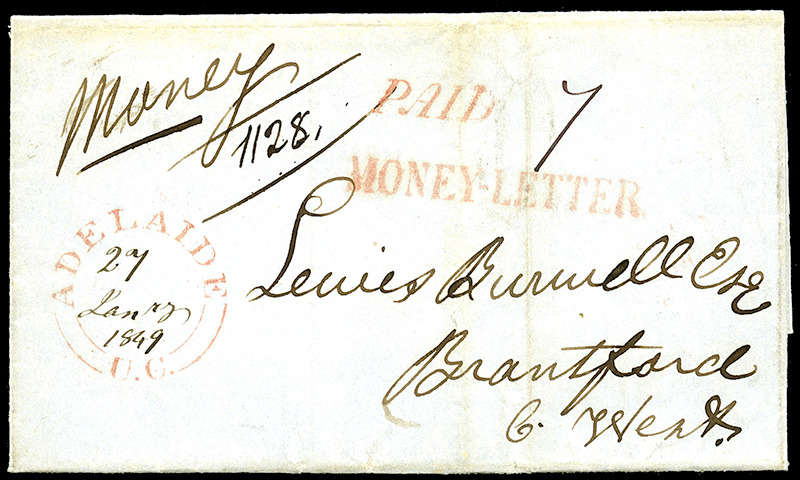 Money
1128.
PAID 7
MONEY-LETTER
ADELAIDE
27
Jany
1849
U.C.
Lewis Burwell Esq
Brantford
C. West.